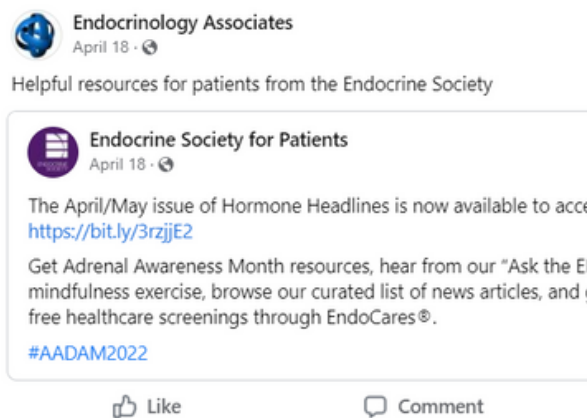 Endocrinology Associates
April 18 ·
Helpful resources for patients from the Endocrine Society
Endocrine Society for Patients
April 18 ·
The April/May issue of Hormone Headlines is now available to acce
https://bit.ly/3rzjjE2
Get Adrenal Awareness Month resources, hear from our "Ask the E
mindfulness exercise, browse our curated list of news articles, and
free healthcare screenings through EndoCares®.
#AADAM2022
Like
Comment